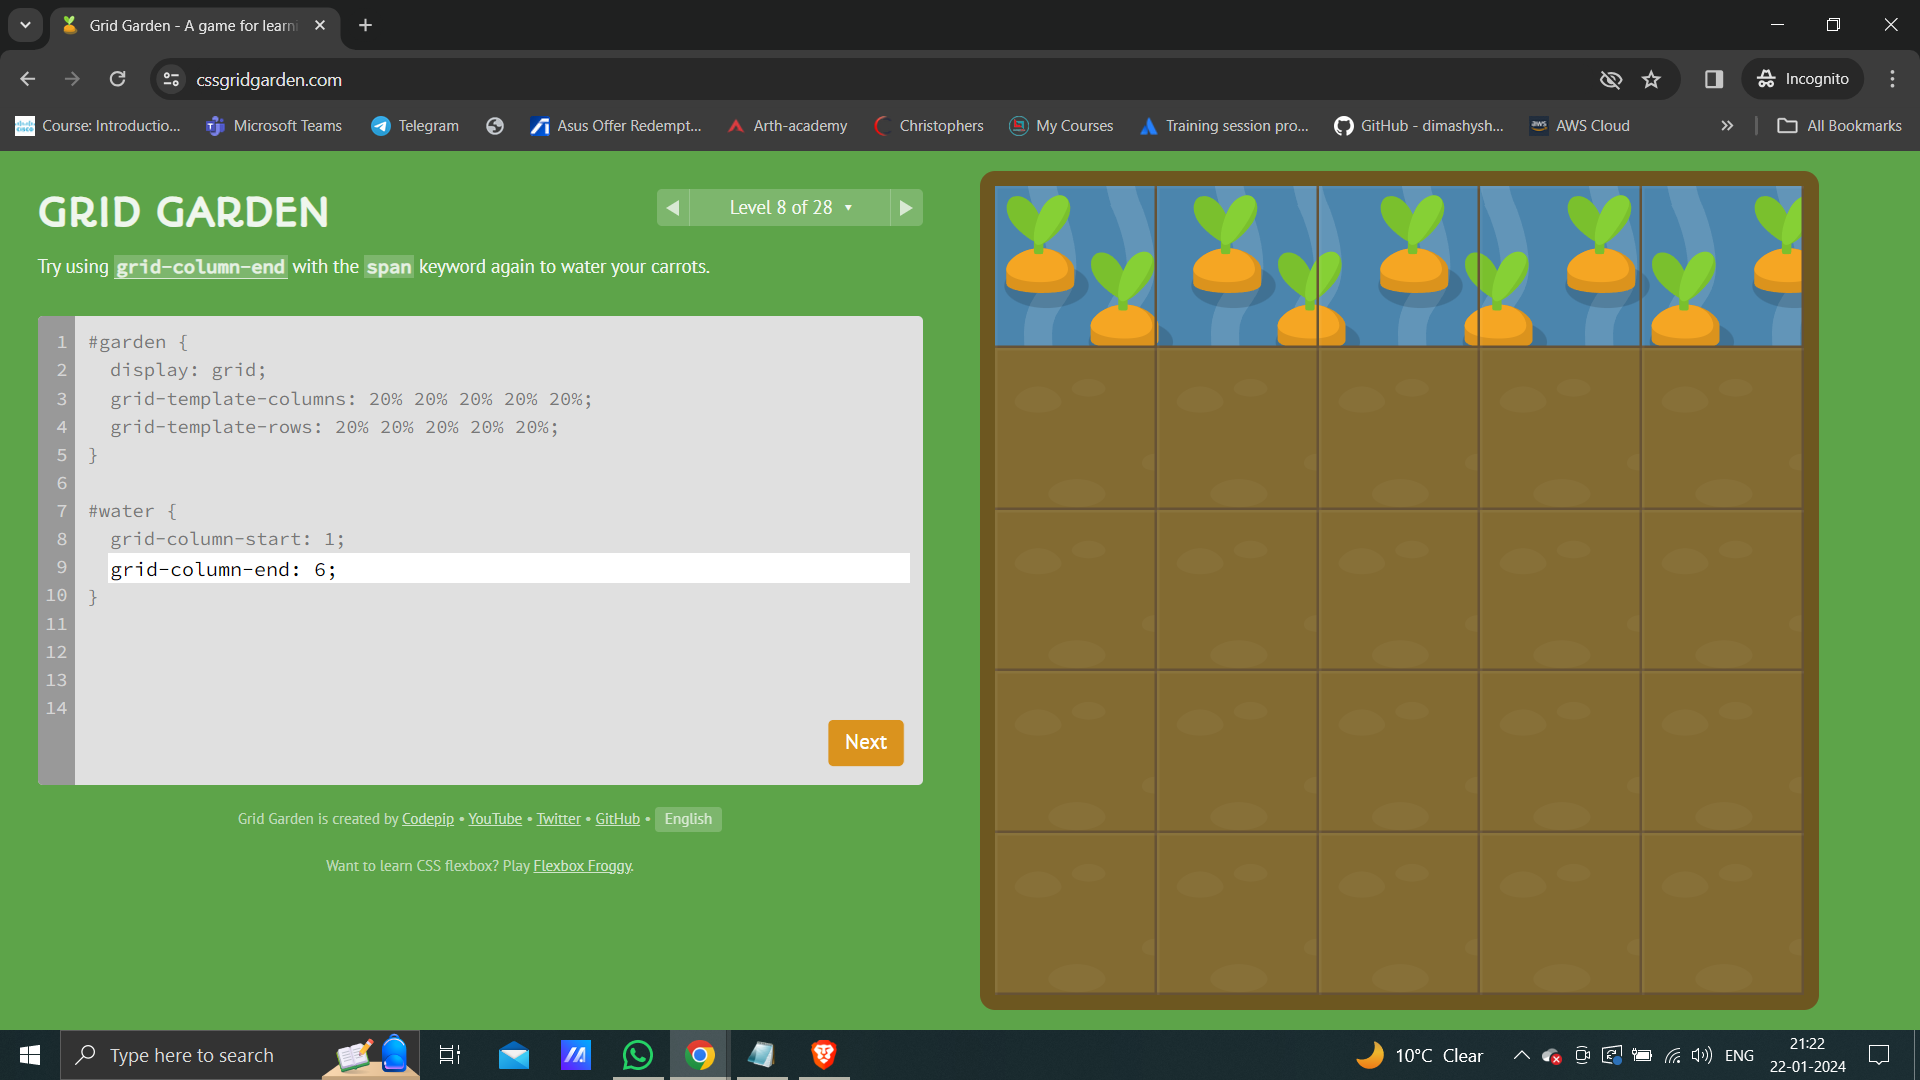 Grid Garden - A game for learni
cssgridgarden.com
Incognito
Course: Introductio...
Microsoft Teams
Telegram
Asus Offer Redempt...
Arth-academy
Christophers
My Courses
Training session pro...
GitHub - dimashysh...
AWS Cloud
All Bookmarks
GRID GARDEN
Level 8 of 28
Try using grid-column-end with the span keyword again to water your carrots.
1 #garden {
2 display: grid;
3 grid-template-columns: 20% 20% 20% 20% 20%;
4 grid-template-rows: 20% 20% 20% 20% 20%;
5 }
6
7 #water {
8 grid-column-start: 1;
9 grid-column-end: 6;
10 }
11
12
13
14
Next
Grid Garden is created by Codepip • YouTube • Twitter • GitHub • English
Want to learn CSS flexbox? Play Flexbox Froggy.
Type here to search
10°C Clear
ENG
21:22
22-01-2024